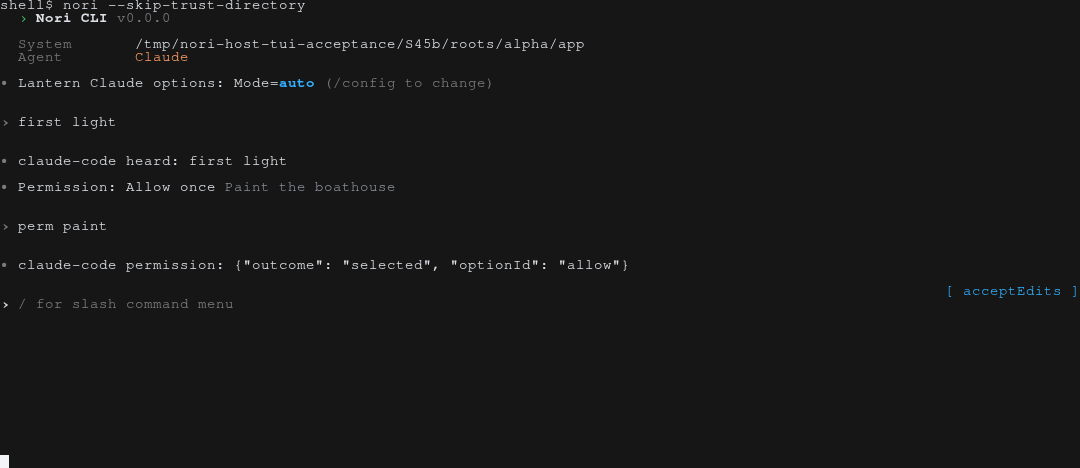 shell$ nori --skip-trust-directory
› Nori CLI v0.0.0
System /tmp/nori-host-tui-acceptance/S45b/roots/alpha/app
Agent Claude
• Lantern Claude options: Mode=auto (/config to change)
› first light
• claude-code heard: first light
• Permission: Allow once Paint the boathouse
› perm paint
• claude-code permission: {"outcome": "selected", "optionId": "allow"}
[ acceptEdits ]
› / for slash command menu